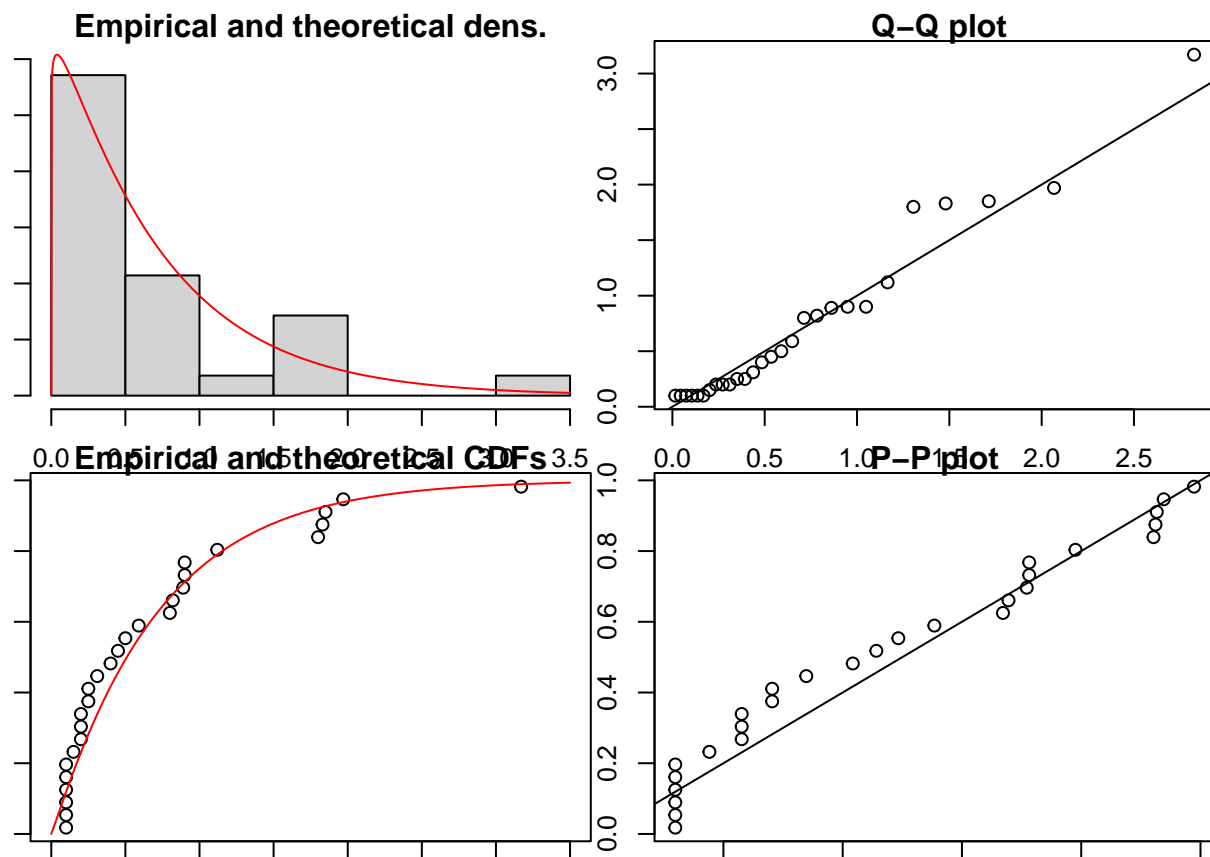 Empirical and theoretical dens.
Q−Q plot
3.0
2.0
1.0
0.0
0.0 0.5 1.0 1.5 2.0 2.5 3.0 3.5
0.0 0.5 1.0 1.5 2.0 2.5
Empirical and theoretical CDFs
P−P plot
1.0
0.8
0.6
0.4
0.2
0.0